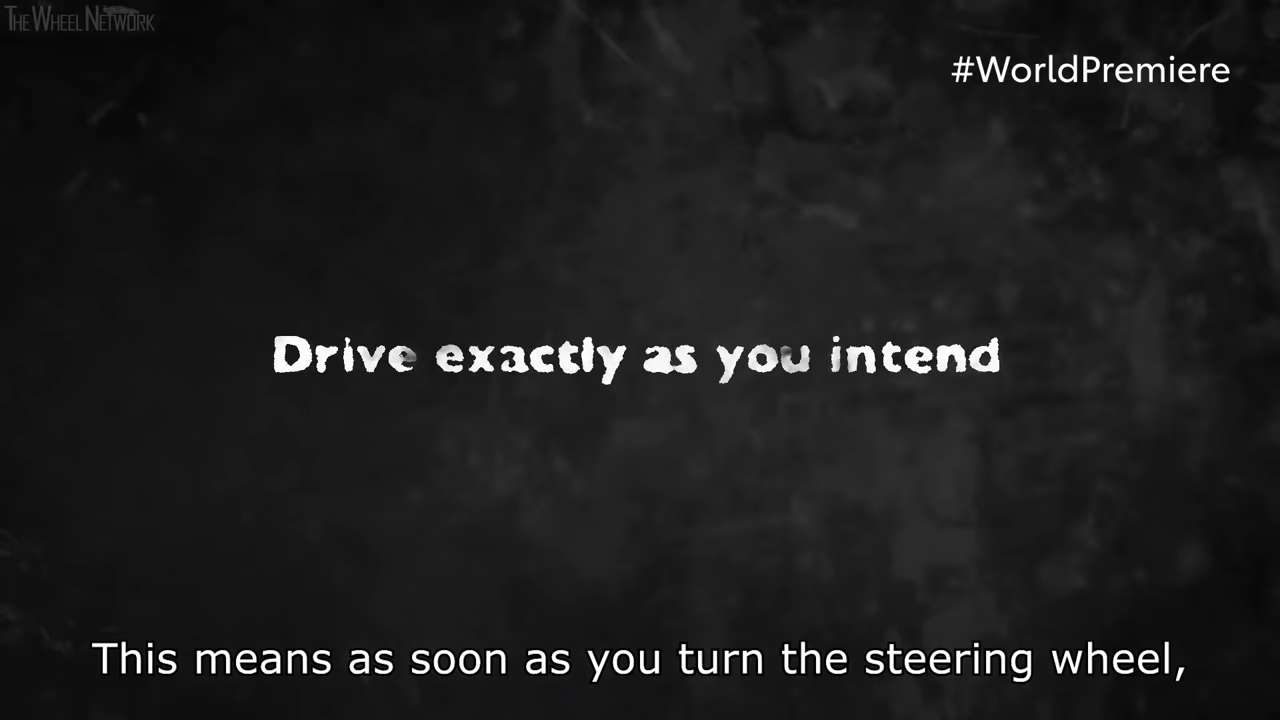 THE WHEEL NETWORK
#WorldPremiere
Drive exactly as you intend
This means as soon as you turn the steering wheel,